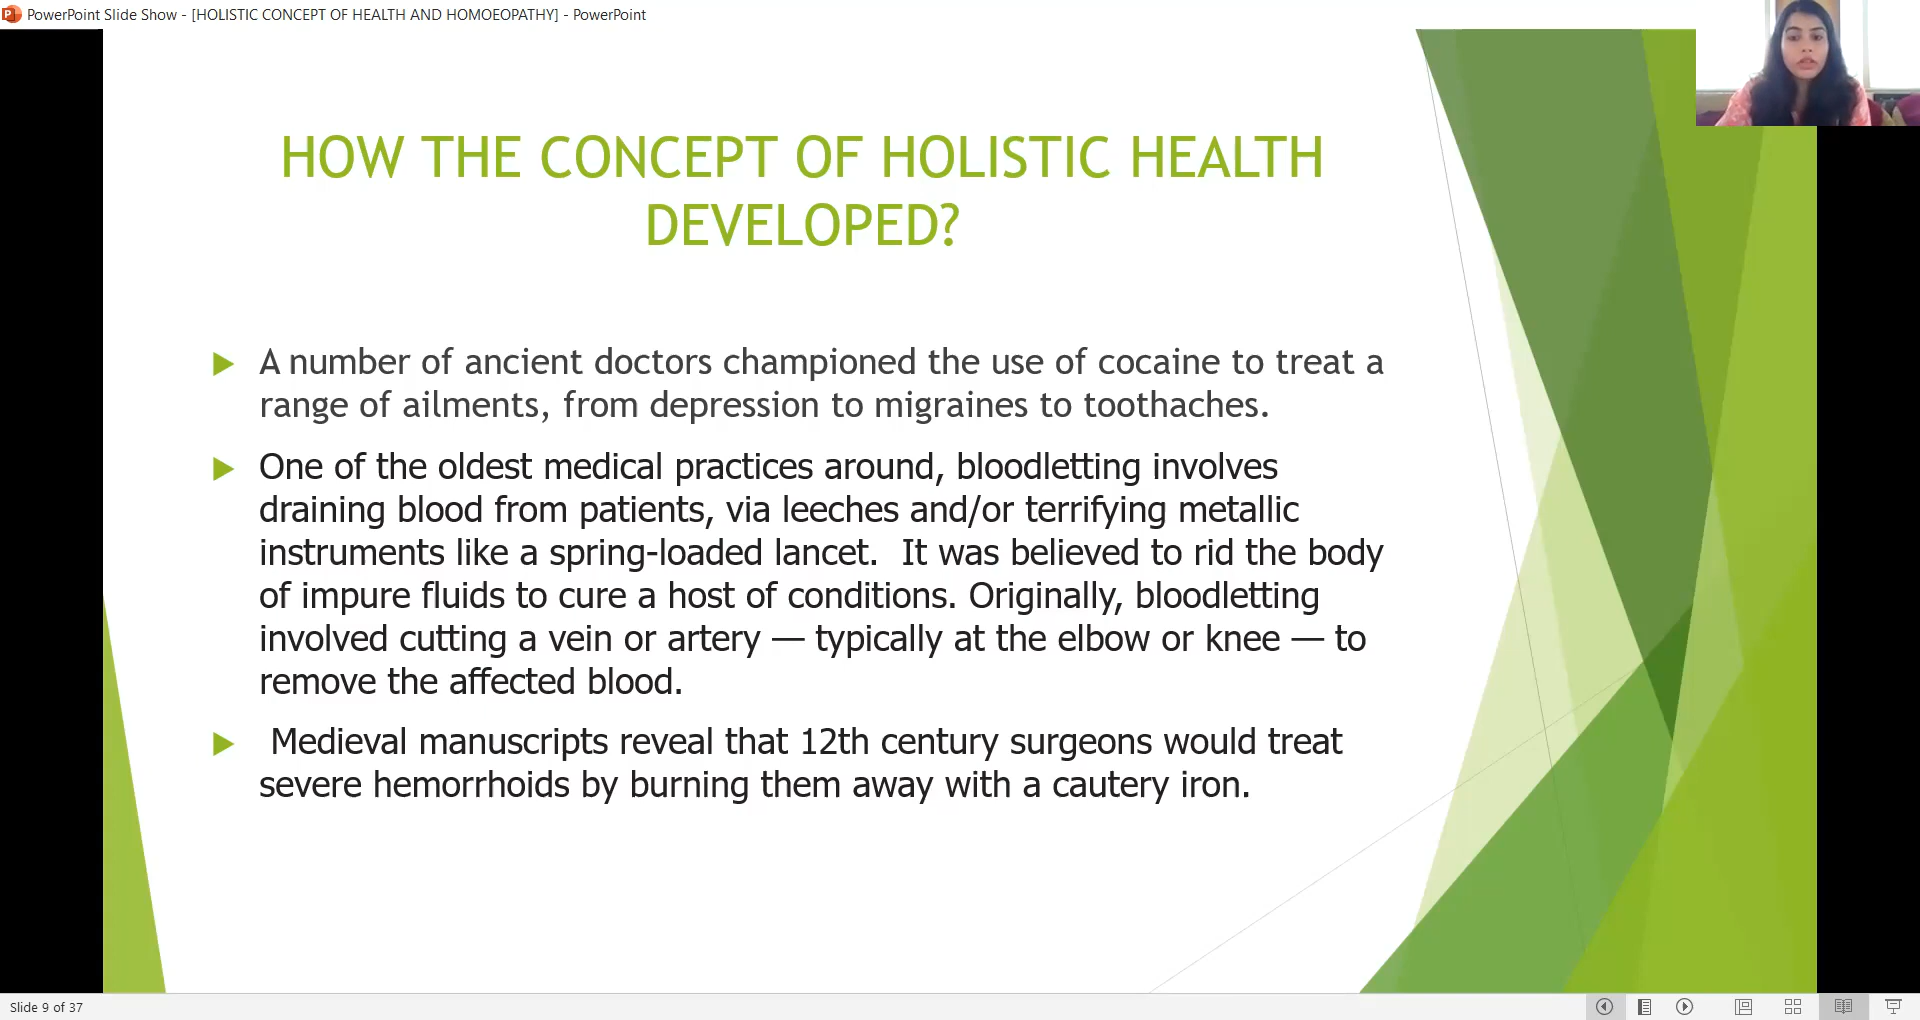 PowerPoint Slide Show - [HOLISTIC CONCEPT OF HEALTH AND HOMOEOPATHY] - PowerPoint
HOW THE CONCEPT OF HOLISTIC HEALTH
DEVELOPED?
A number of ancient doctors championed the use of cocaine to treat a
range of ailments, from depression to migraines to toothaches.
One of the oldest medical practices around, bloodletting involves
draining blood from patients, via leeches and/or terrifying metallic
instruments like a spring-loaded lancet.  It was believed to rid the body
of impure fluids to cure a host of conditions. Originally, bloodletting
involved cutting a vein or artery — typically at the elbow or knee — to
remove the affected blood.
Medieval manuscripts reveal that 12th century surgeons would treat
severe hemorrhoids by burning them away with a cautery iron.
Slide 9 of 37